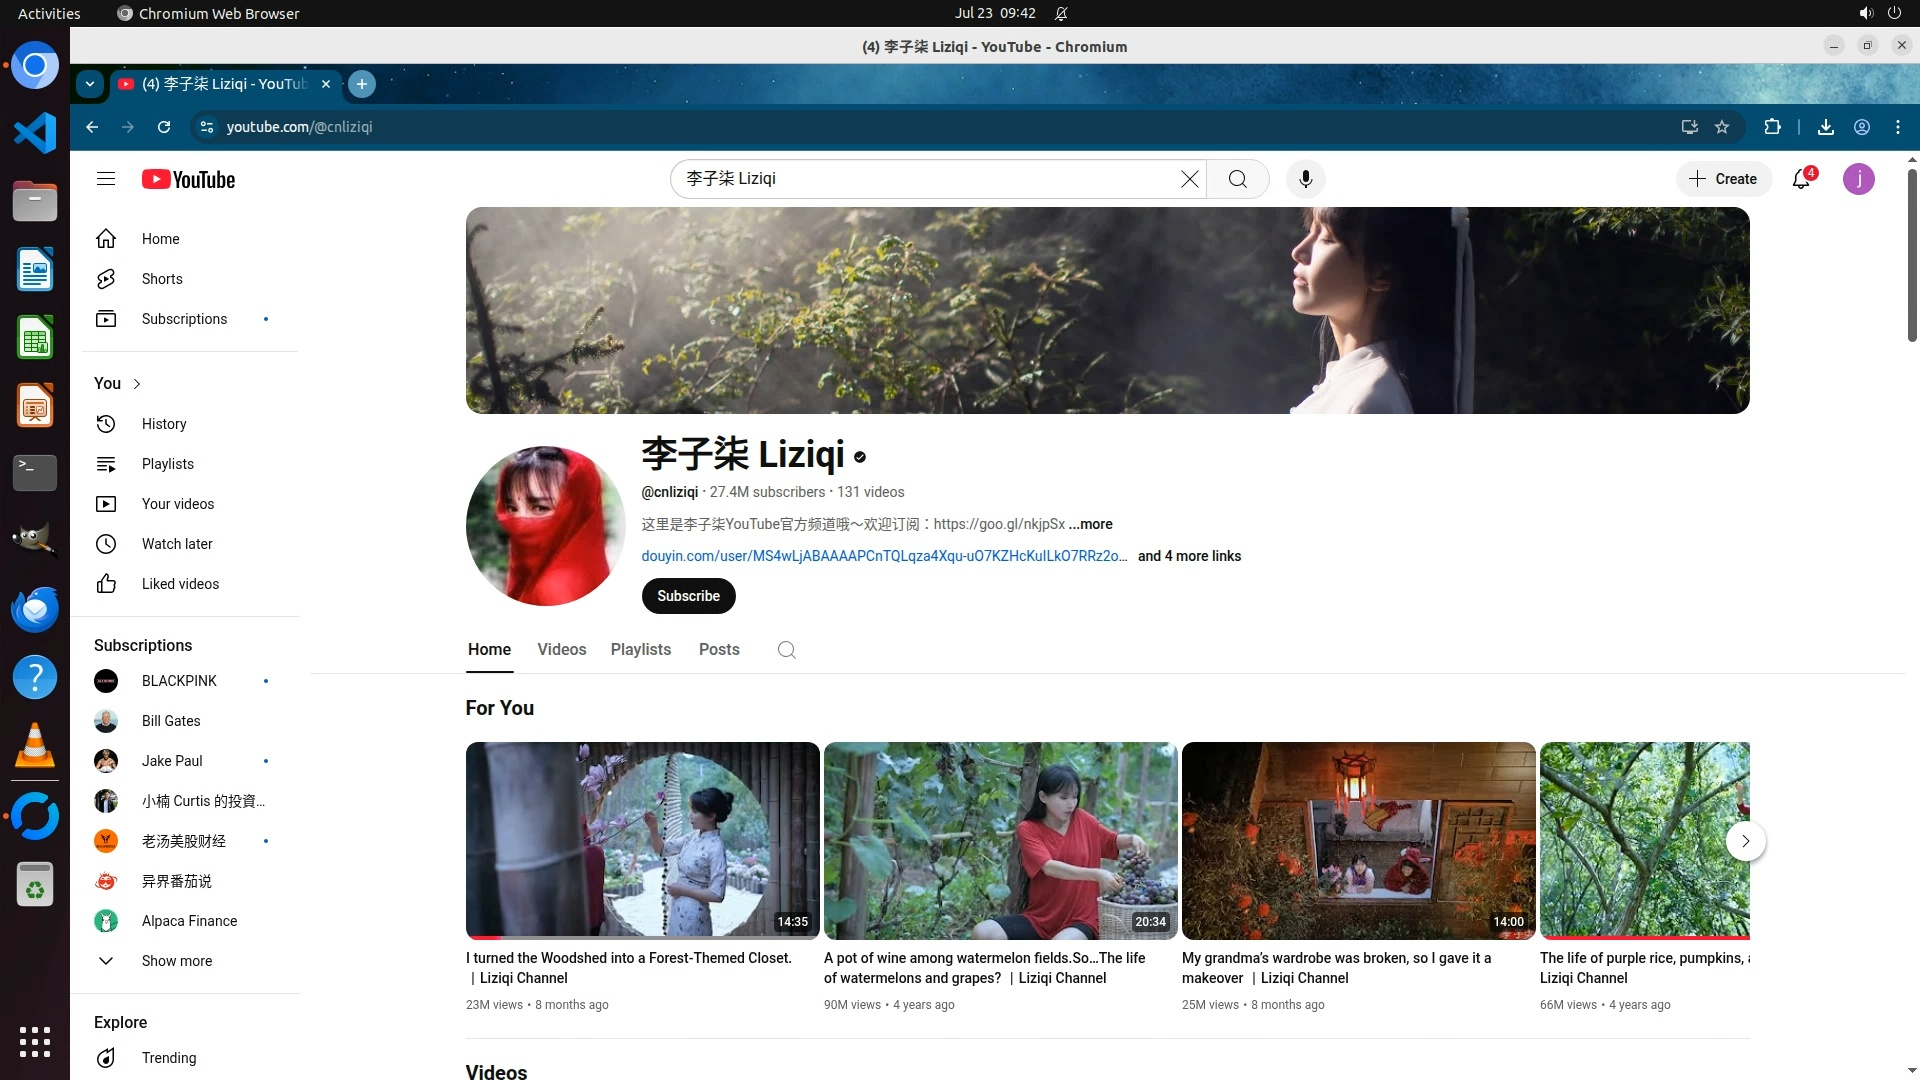 Activities
Chromium Web Browser
Jul 23 09:42
(4) 李子柒 Liziqi - YouTube - Chromium
(4) 李子柒 Liziqi - YouTub
youtube.com/@cnliziqi
YouTube
李子柒 Liziqi
Create
4
j
Home
Shorts
Subscriptions
You
History
Playlists
Your videos
Watch later
Liked videos
Subscriptions
BLACKPINK
Bill Gates
Jake Paul
小楠 Curtis 的投資...
老汤美股财经
异界番茄说
Alpaca Finance
Show more
Explore
Trending
李子柒 Liziqi
@cnliziqi · 27.4M subscribers · 131 videos
这里是李子柒YouTube官方频道哦～欢迎订阅：https://goo.gl/nkjpSx ...more
douyin.com/user/MS4wLjABAAAAPCnTQLqza4Xqu-uO7KZHcKuILkO7RRz2o... and 4 more links
Subscribe
Home Videos Playlists Posts
For You
14:35
20:34
14:00
I turned the Woodshed into a Forest-Themed Closet.
｜Liziqi Channel
23M views • 8 months ago
A pot of wine among watermelon fields.So…The life
of watermelons and grapes? ｜Liziqi Channel
90M views • 4 years ago
My grandma’s wardrobe was broken, so I gave it a
makeover ｜Liziqi Channel
25M views • 8 months ago
The life of purple rice, pumpkins,
Liziqi Channel
66M views • 4 years ago
Videos